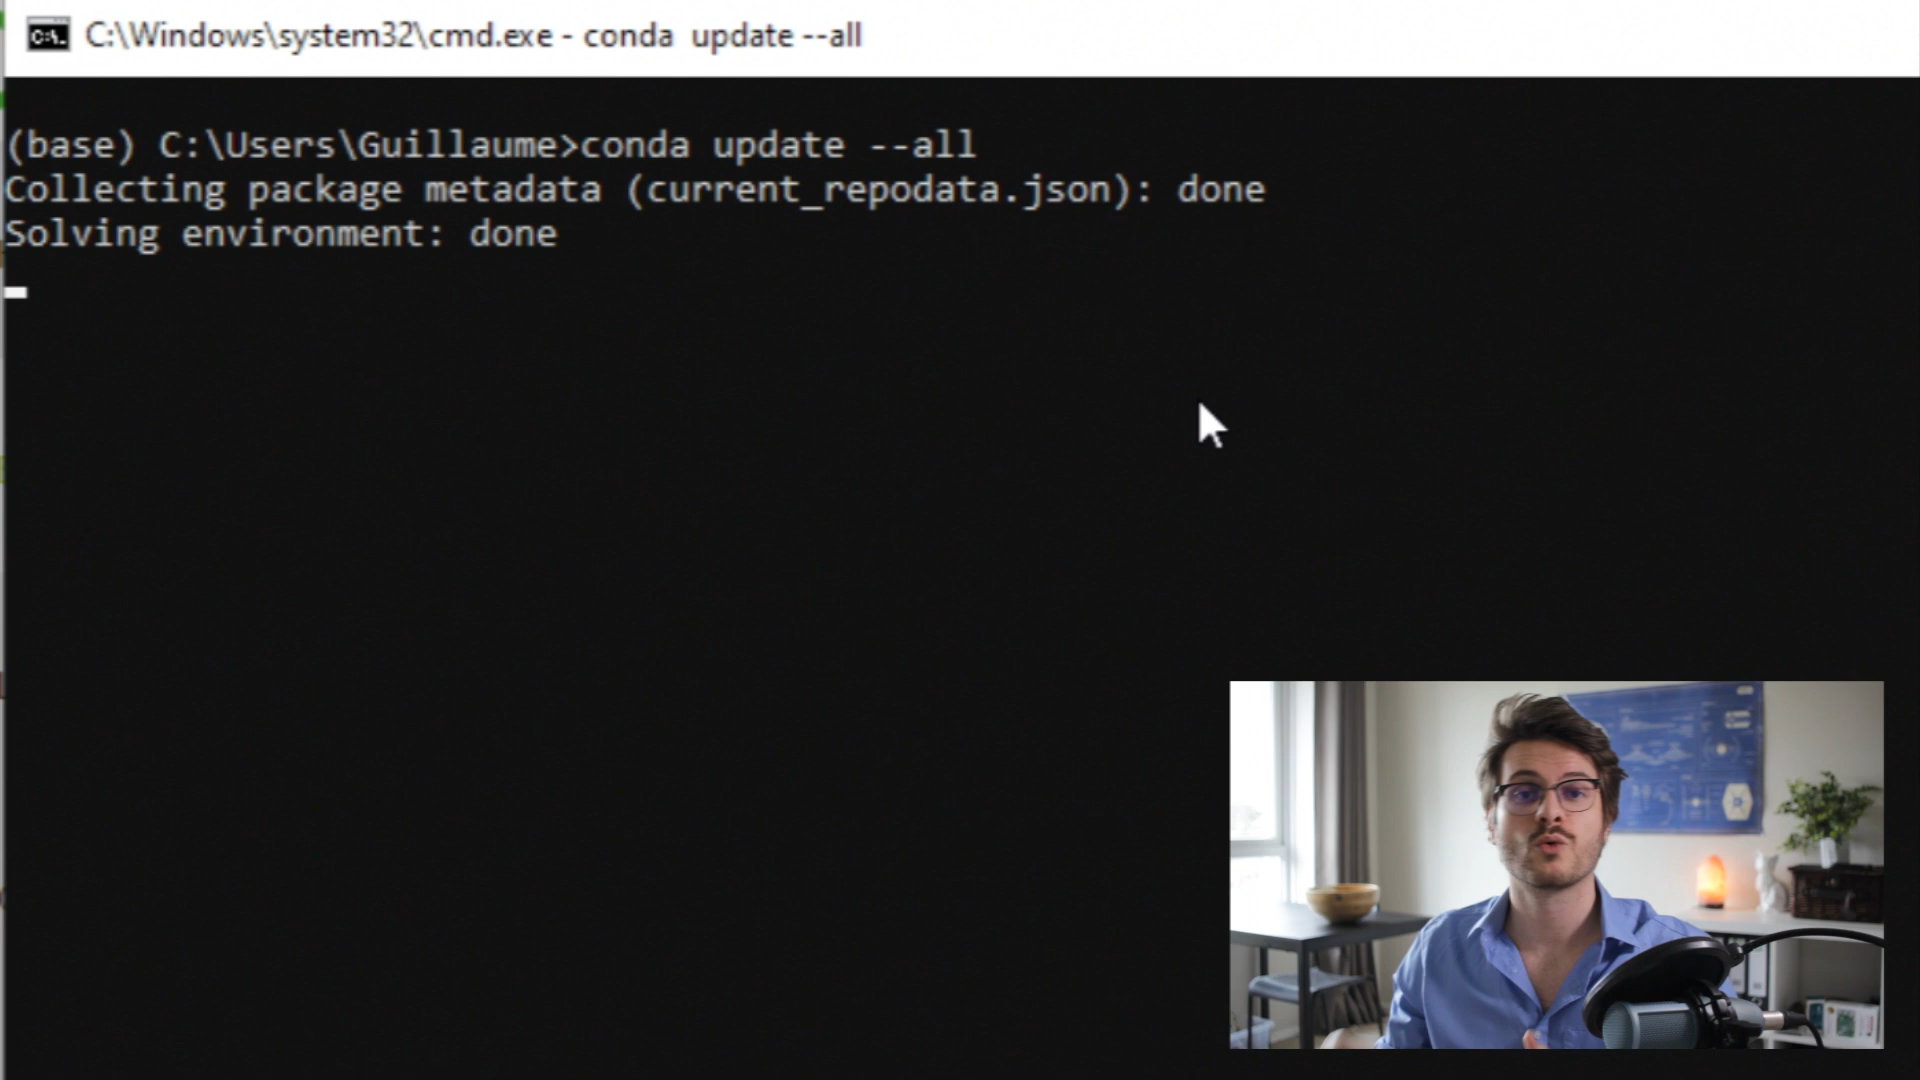 C:\Windows\system32\cmd.exe - conda  update --all
(base) C:\Users\Guillaume>conda update --all
Collecting package metadata (current_repodata.json): done
Solving environment: done